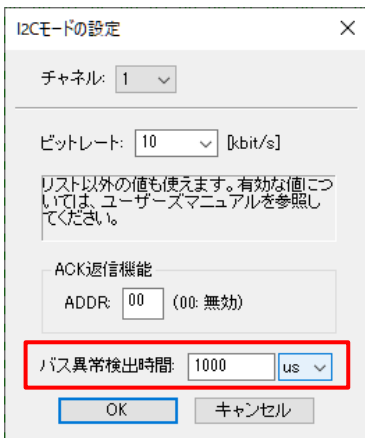 I2Cモードの設定
チャネル: 1
ビットレート: 10 [kbit/s]
リスト以外の値も使えます。有効な値につ
いては、ユーザーズマニュアルを参照し
てください。
ACK返信機能
ADDR: 00 (00: 無効)
バス異常検出時間: 1000 us
OK キャンセル